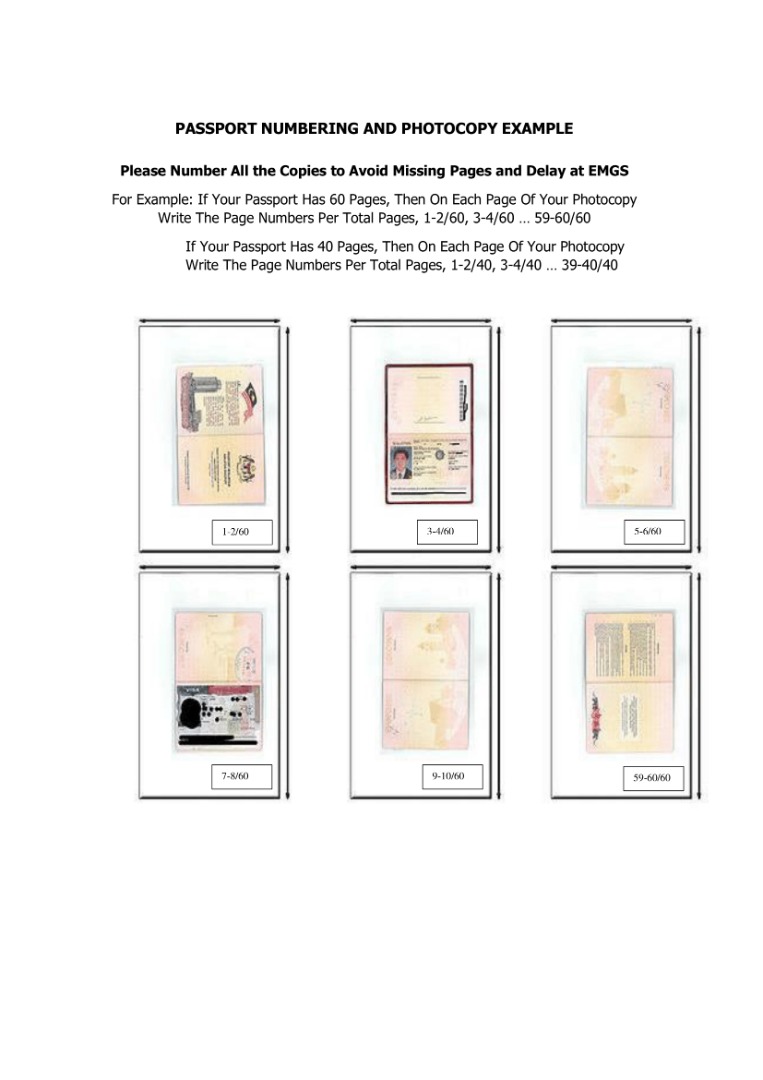 PASSPORT NUMBERING AND PHOTOCOPY EXAMPLE
Please Number All the Copies to Avoid Missing Pages and Delay at EMGS
For Example: If Your Passport Has 60 Pages, Then On Each Page Of Your Photocopy
Write The Page Numbers Per Total Pages, 1-2/60, 3-4/60 … 59-60/60
If Your Passport Has 40 Pages, Then On Each Page Of Your Photocopy
Write The Page Numbers Per Total Pages, 1-2/40, 3-4/40 … 39-40/40
1-2/60
3-4/60
5-6/60
VISA
7-8/60
9-10/60
59-60/60